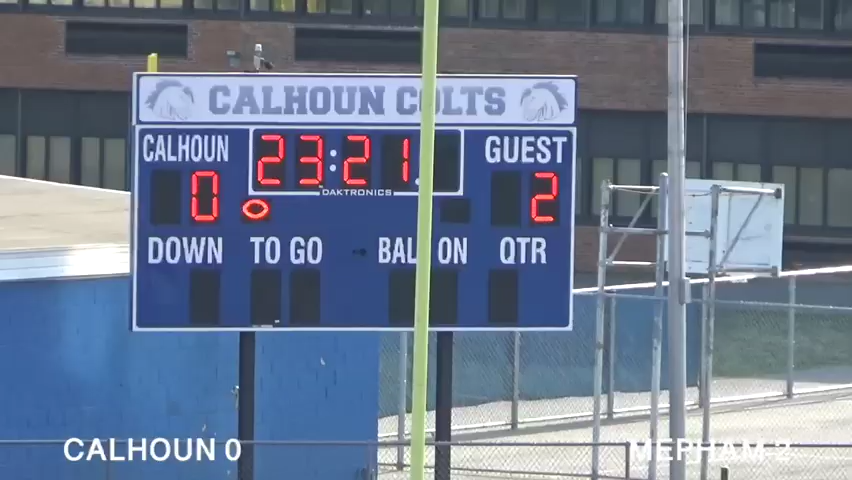 CALHOUN COLTS
CALHOUN 23:21 GUEST
DAKTRONICS
0 2
DOWN TO GO BALL ON QTR
CALHOUN 0 MEPHAM 2